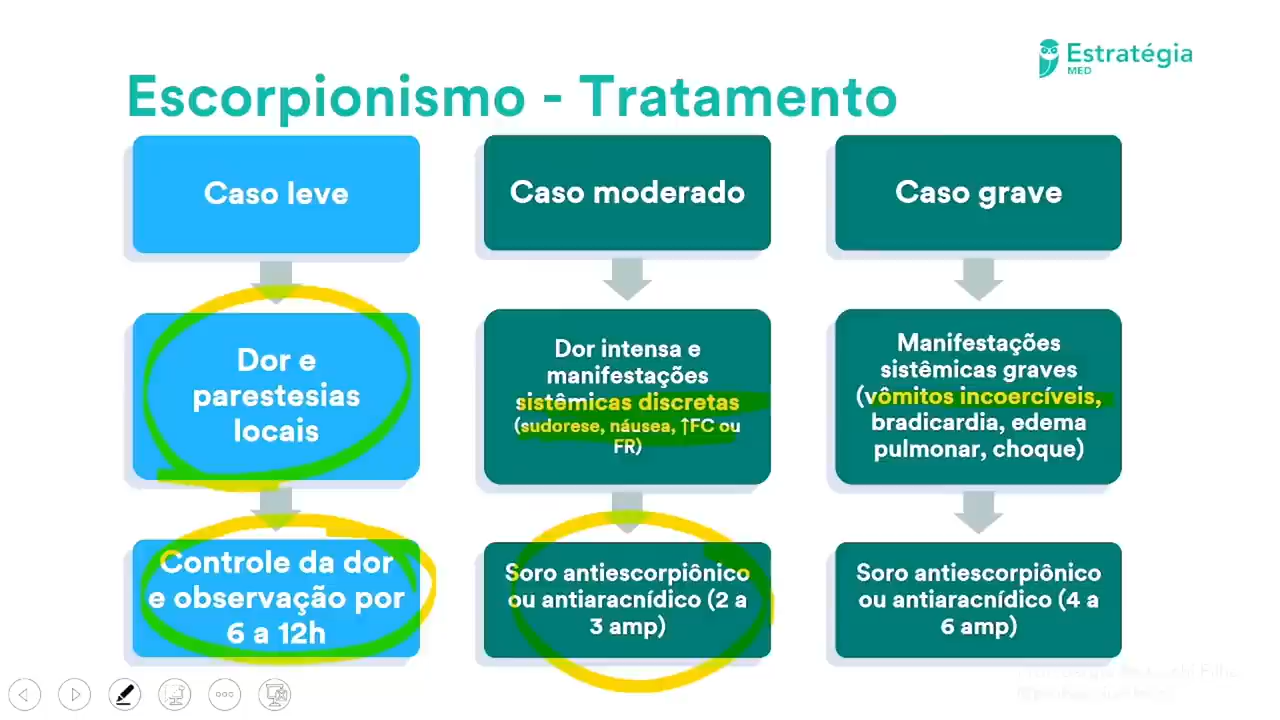 Estratégia
MED
Escorpionismo - Tratamento
Caso leve
Dor e
parestesias
locais
Controle da dor
e observação por
6 a 12h
Caso moderado
Dor intensa e
manifestações
sistêmicas discretas
(sudorese, náusea, ↑FC ou
FR)
Soro antiescorpiônico
ou antiaracnídico (2 a
3 amp)
Caso grave
Manifestações
sistêmicas graves
(vômitos incoercíveis,
bradicardia, edema
pulmonar, choque)
Soro antiescorpiônico
ou antiaracnídico (4 a
6 amp)